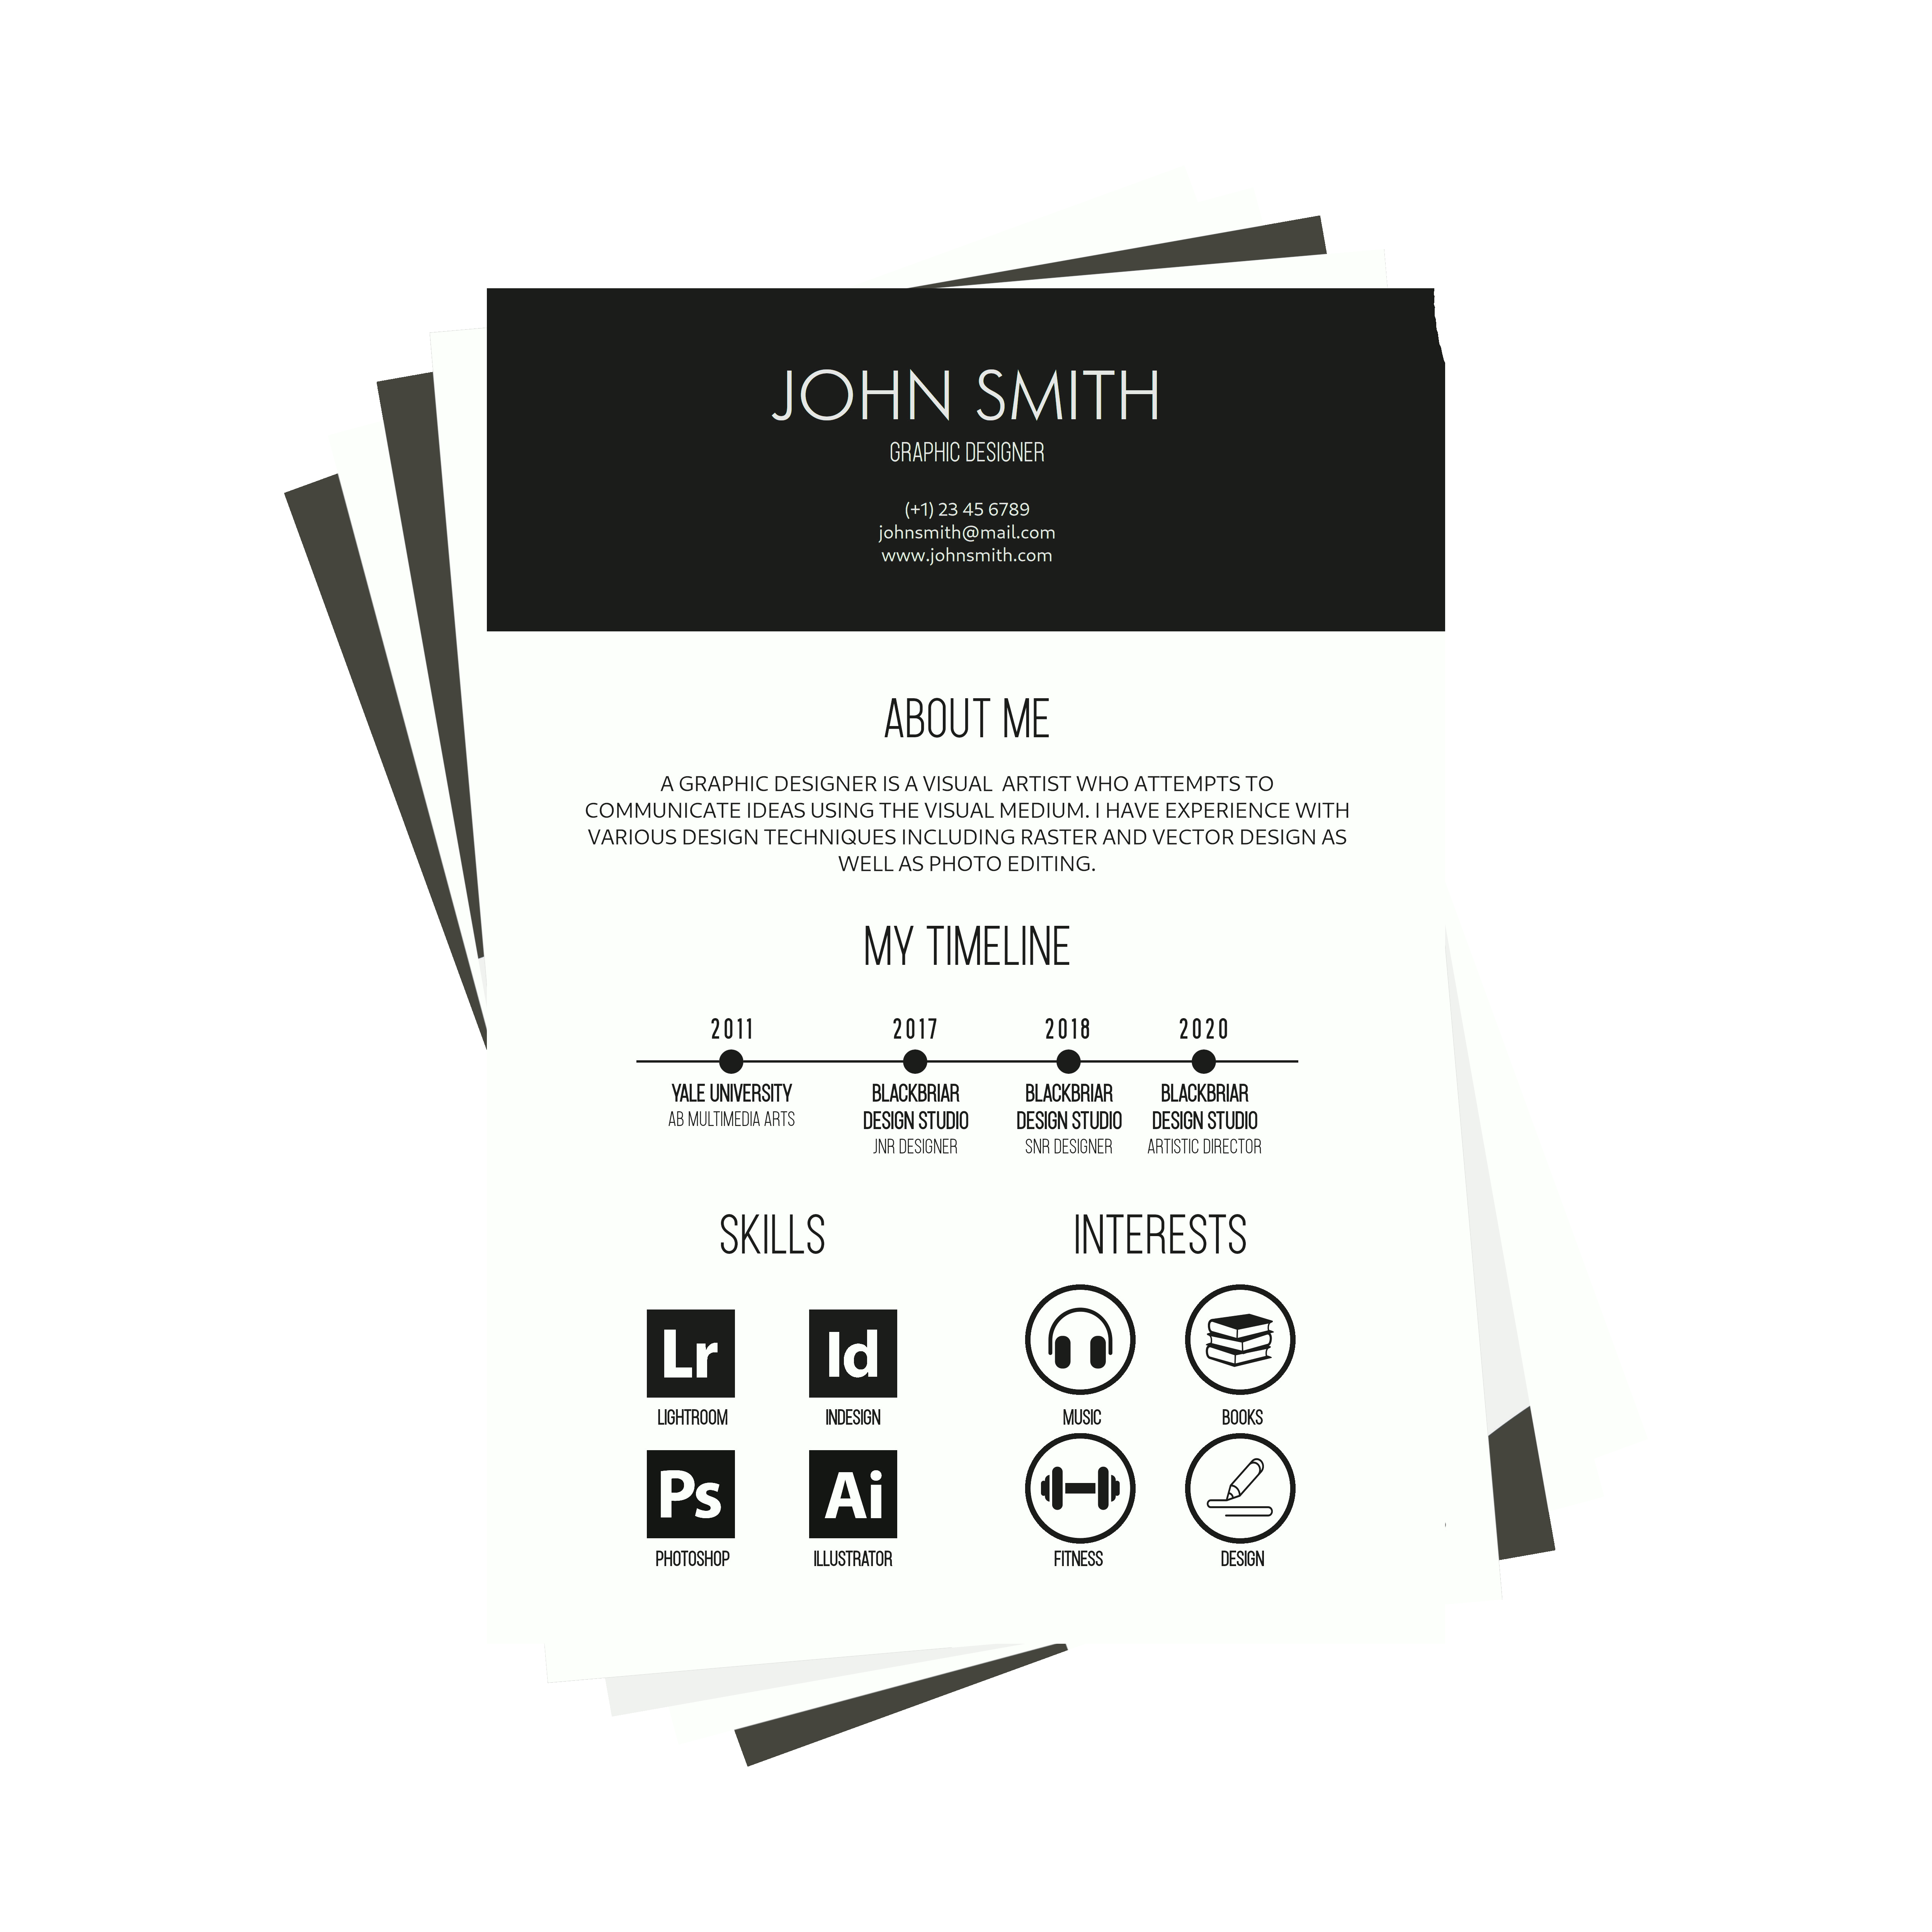 JOHN SMITH
GRAPHIC DESIGNER
(+1) 23 45 6789
johnsmith@mail.com
www.johnsmith.com
ABOUT ME
A GRAPHIC DESIGNER IS A VISUAL ARTIST WHO ATTEMPTS TO
COMMUNICATE IDEAS USING THE VISUAL MEDIUM. I HAVE EXPERIENCE WITH
VARIOUS DESIGN TECHNIQUES INCLUDING RASTER AND VECTOR DESIGN AS
WELL AS PHOTO EDITING.
MY TIMELINE
2011
YALE UNIVERSITY
AB MULTIMEDIA ARTS
2017
BLACKBRIAR
DESIGN STUDIO
JNR DESIGNER
2018
BLACKBRIAR
DESIGN STUDIO
SNR DESIGNER
2020
BLACKBRIAR
DESIGN STUDIO
ARTISTIC DIRECTOR
SKILLS
Lr
LIGHTROOM
Id
INDESIGN
Ps
PHOTOSHOP
Ai
ILLUSTRATOR
INTERESTS
MUSIC
BOOKS
FITNESS
DESIGN